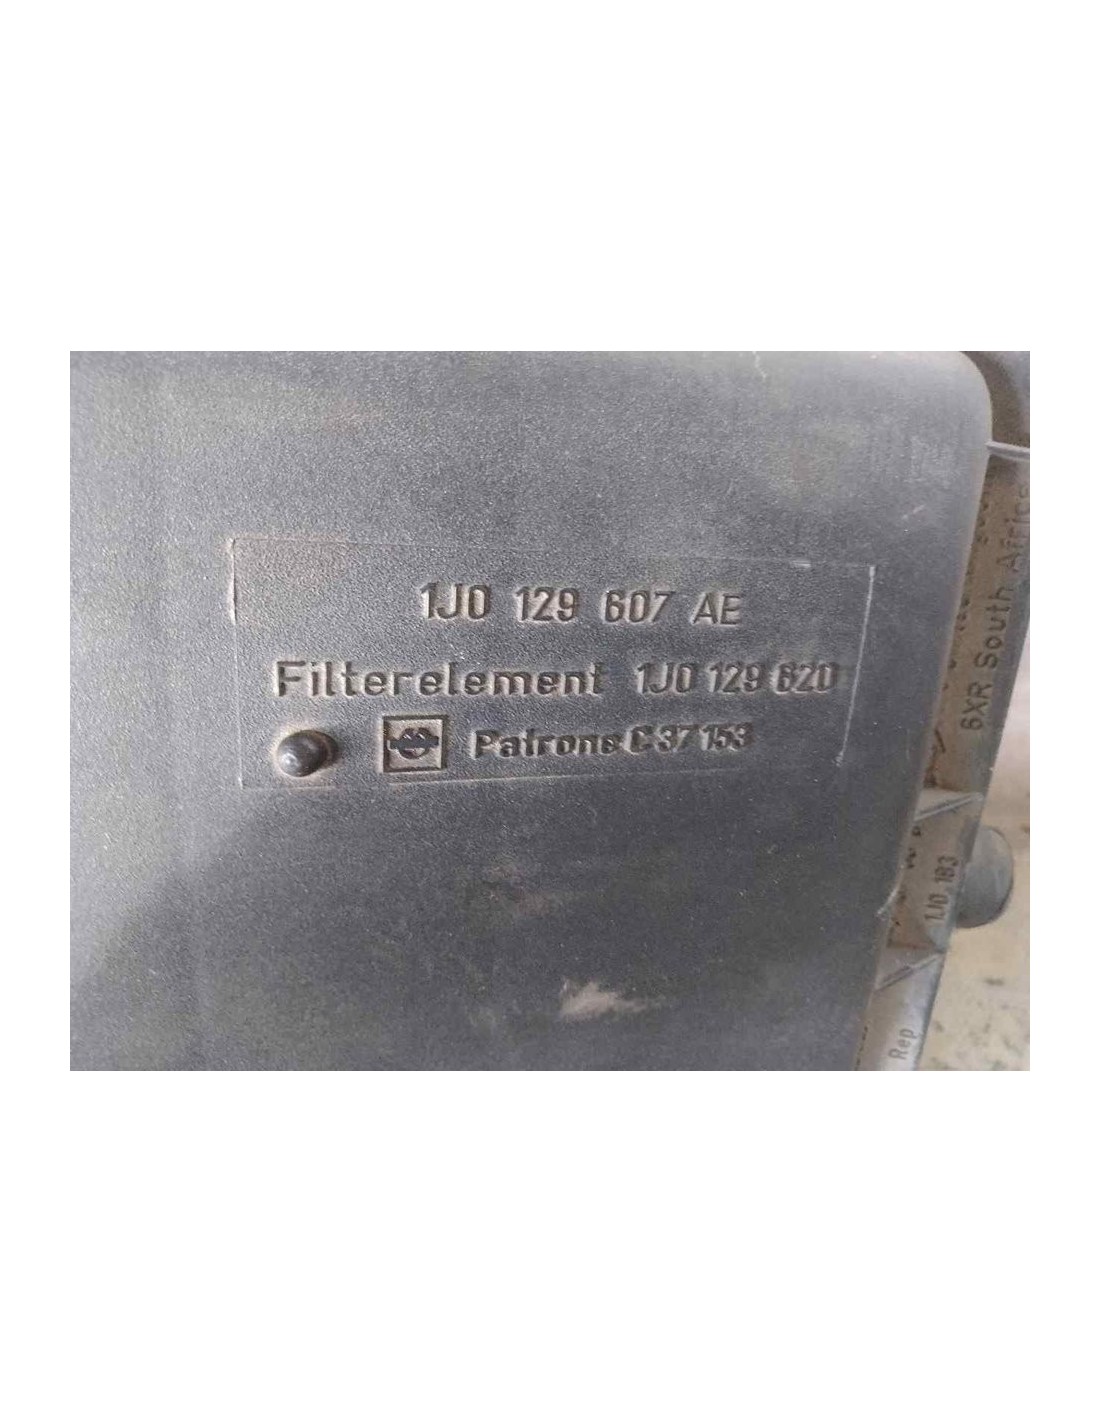 1J0 129 607 AE
Filterelement 1J0 129 620
Patrone C 37 153
6XR South Africa
1J0 183
Rep